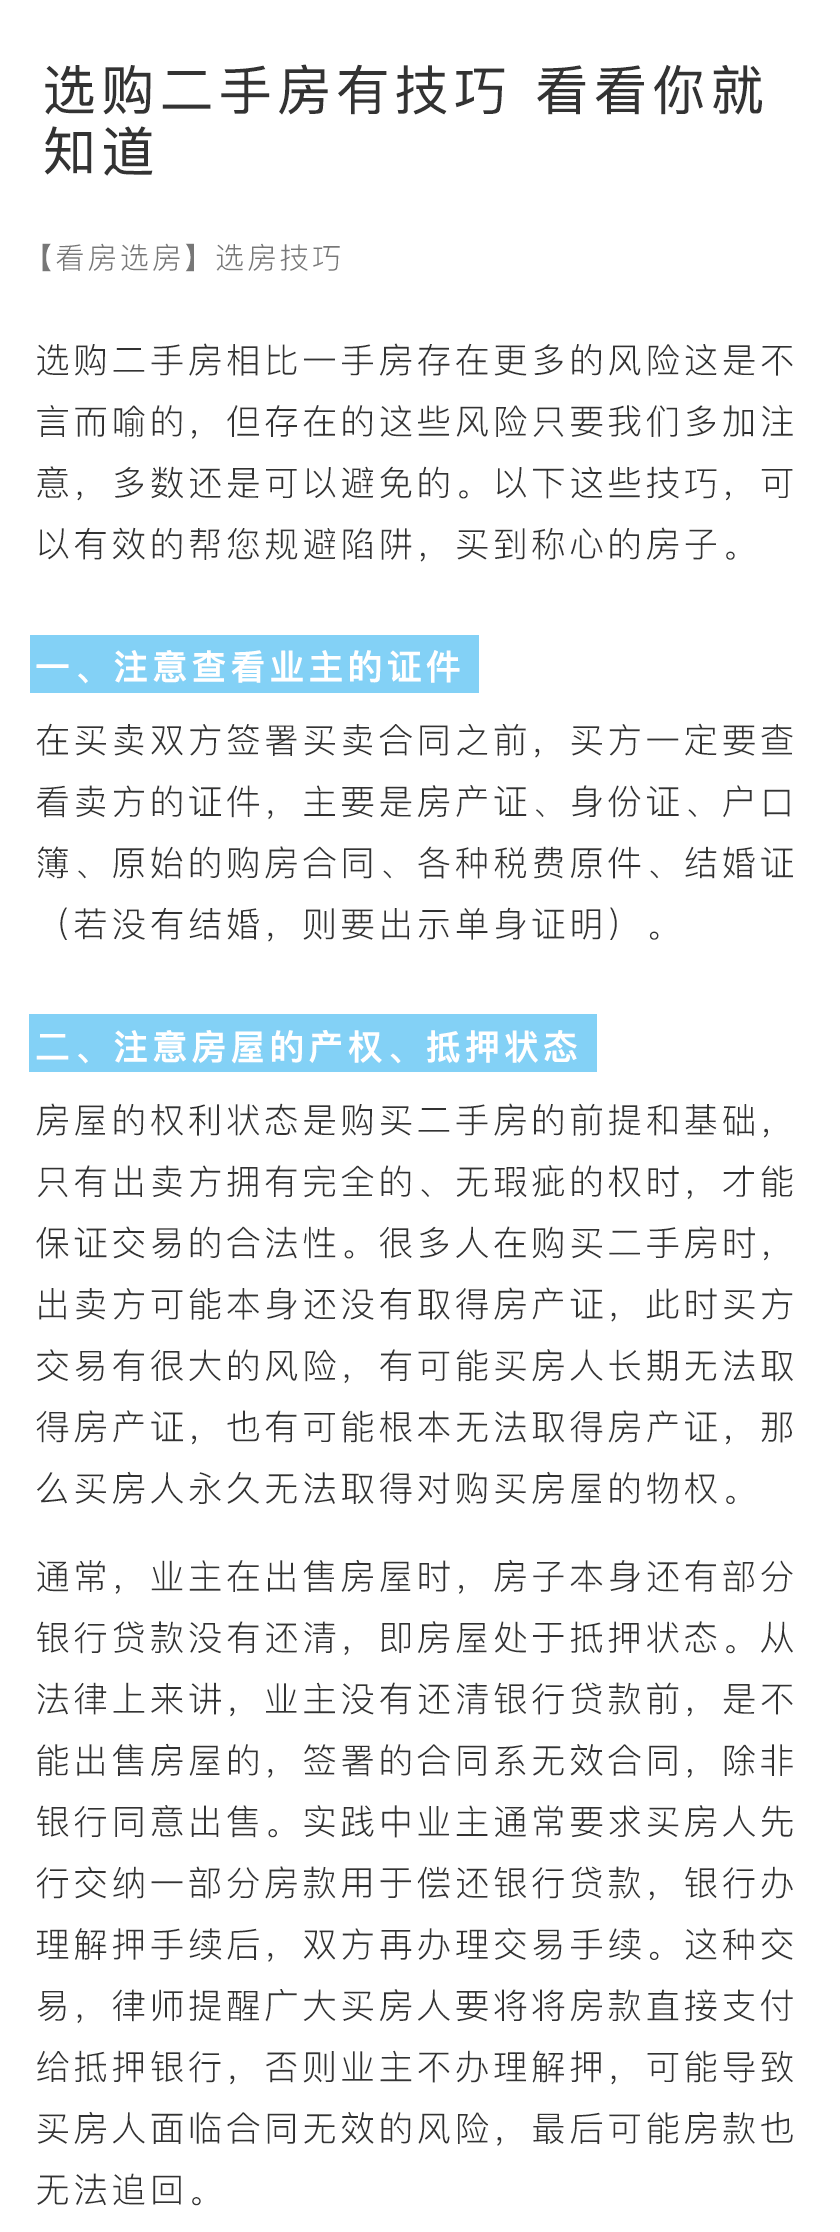 选购二手房有技巧 看看你就
知道
【看房选房】选房技巧
选购二手房相比一手房存在更多的风险这是不
言而喻的，但存在的这些风险只要我们多加注
意，多数还是可以避免的。以下这些技巧，可
以有效的帮您规避陷阱，买到称心的房子。
一、注意查看业主的证件
在买卖双方签署买卖合同之前，买方一定要查
看卖方的证件，主要是房产证、身份证、户口
簿、原始的购房合同、各种税费原件、结婚证
（若没有结婚，则要出示单身证明）。
二、注意房屋的产权、抵押状态
房屋的权利状态是购买二手房的前提和基础，
只有出卖方拥有完全的、无瑕疵的权时，才能
保证交易的合法性。很多人在购买二手房时，
出卖方可能本身还没有取得房产证，此时买方
交易有很大的风险，有可能买房人长期无法取
得房产证，也有可能根本无法取得房产证，那
么买房人永久无法取得对购买房屋的物权。
通常，业主在出售房屋时，房子本身还有部分
银行贷款没有还清，即房屋处于抵押状态。从
法律上来讲，业主没有还清银行贷款前，是不
能出售房屋的，签署的合同系无效合同，除非
银行同意出售。实践中业主通常要求买房人先
行交纳一部分房款用于偿还银行贷款，银行办
理解押手续后，双方再办理交易手续。这种交
易，律师提醒广大买房人要将将房款直接支付
给抵押银行，否则业主不办理解押，可能导致
买房人面临合同无效的风险，最后可能房款也
无法追回。